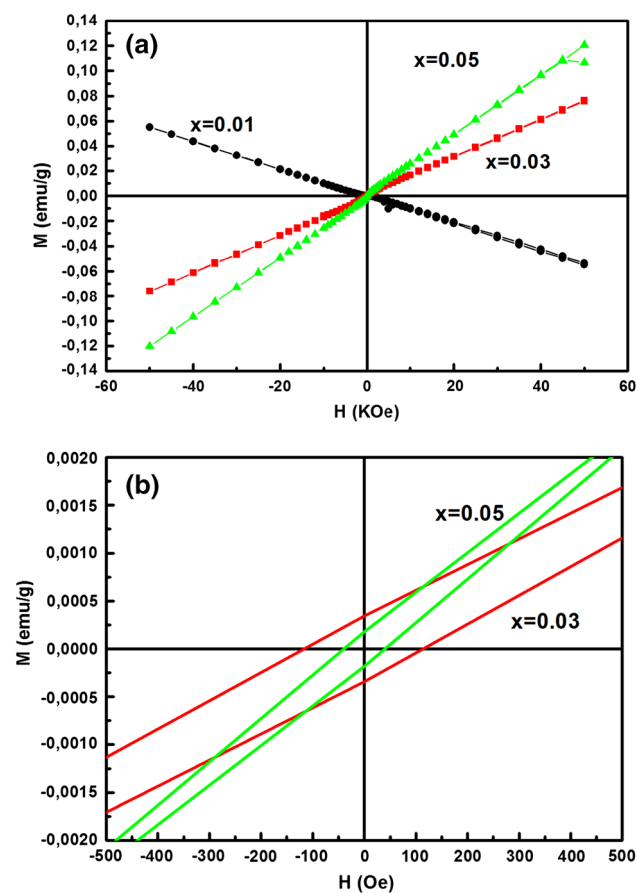 (a)
0,14
0,12
0,10
0,08
0,06
0,04
0,02
0,00
-0,02
-0,04
-0,06
-0,08
-0,10
-0,12
-0,14
M (emu/g)
x=0.05
x=0.01
x=0.03
-60 -40 -20 0 20 40 60
H (KOe)
(b)
0,0020
0,0015
0,0010
0,0005
0,0000
-0,0005
-0,0010
-0,0015
-0,0020
M (emu/g)
x=0.05
x=0.03
-500 -400 -300 -200 -100 0 100 200 300 400 500
H (Oe)